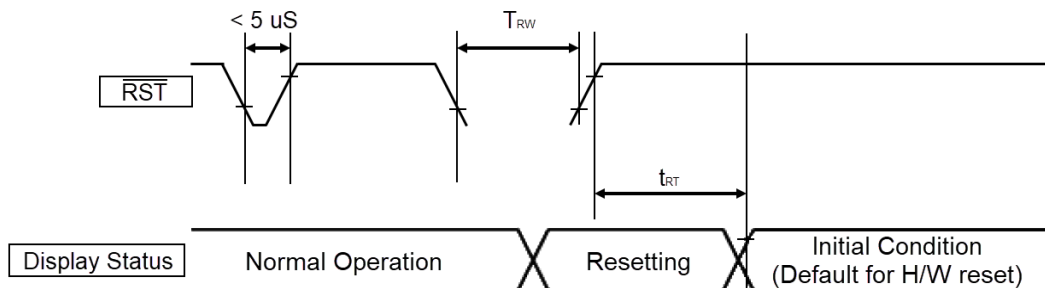 < 5 uS
TRW
RST
tRT
Display Status
Normal Operation
Resetting
Initial Condition
(Default for H/W reset)